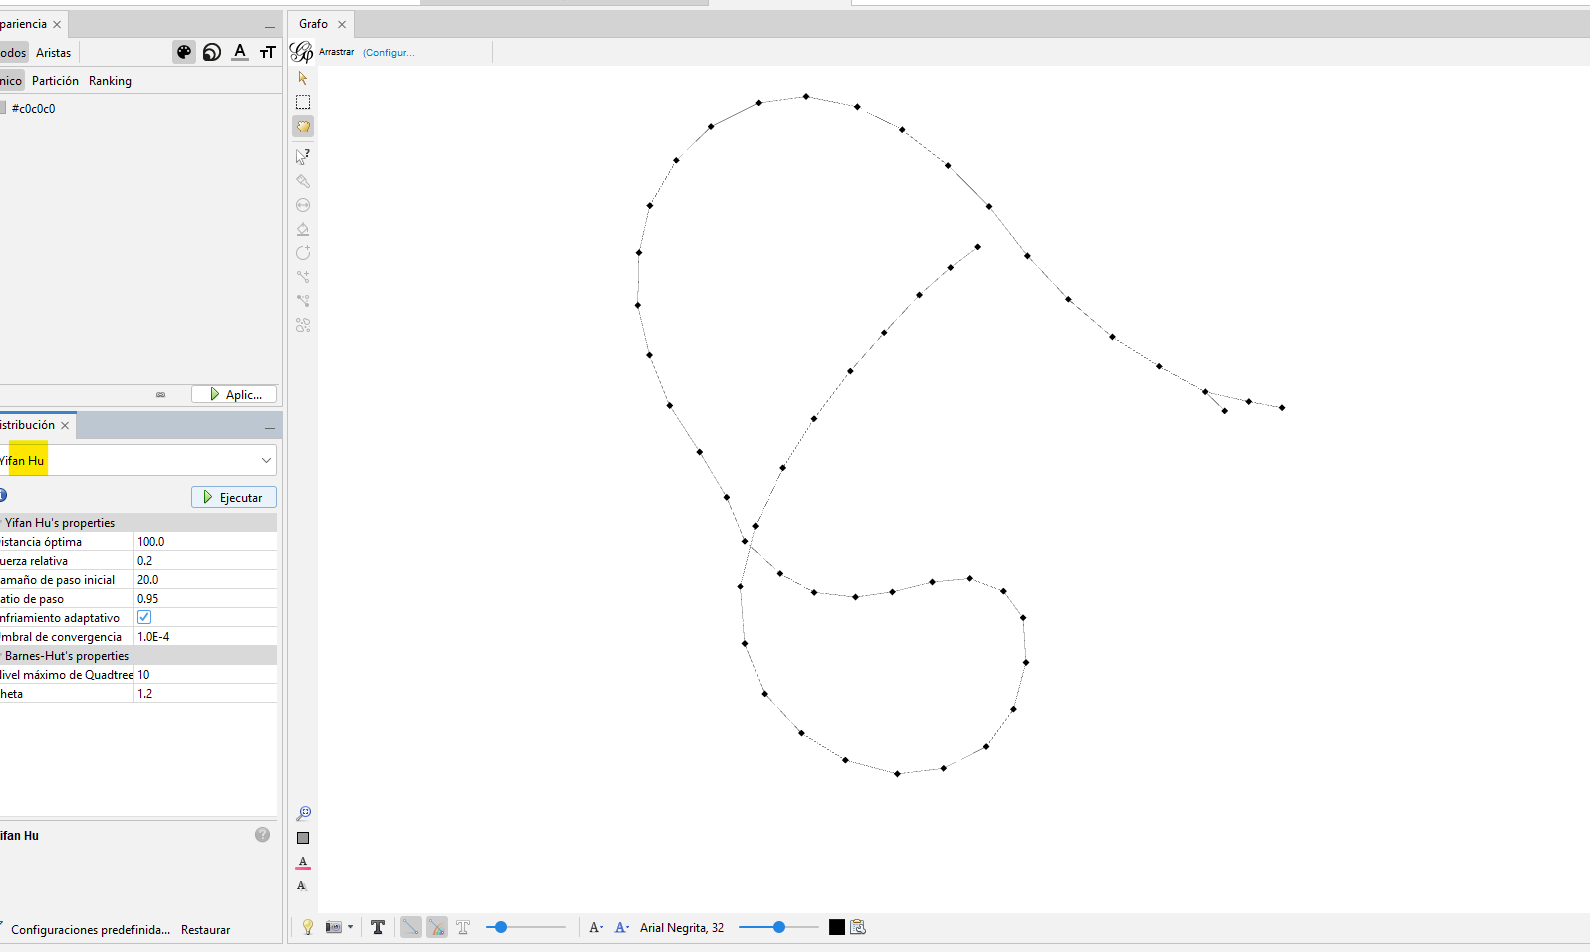 pariencia
Grafo
odos Aristas
Arrastrar (Configur...
nico Partición Ranking
#c0c0c0
Aplic...
istribución
Yifan Hu
Ejecutar
Yifan Hu's properties
istancia óptima 100.0
uerza relativa 0.2
amaño de paso inicial 20.0
atio de paso 0.95
nfriamiento adaptativo
mbral de convergencia 1.0E-4
Barnes-Hut's properties
ivel máximo de Quadtree 10
heta 1.2
ifan Hu
Configuraciones predefinida... Restaurar
Arial Negrita, 32